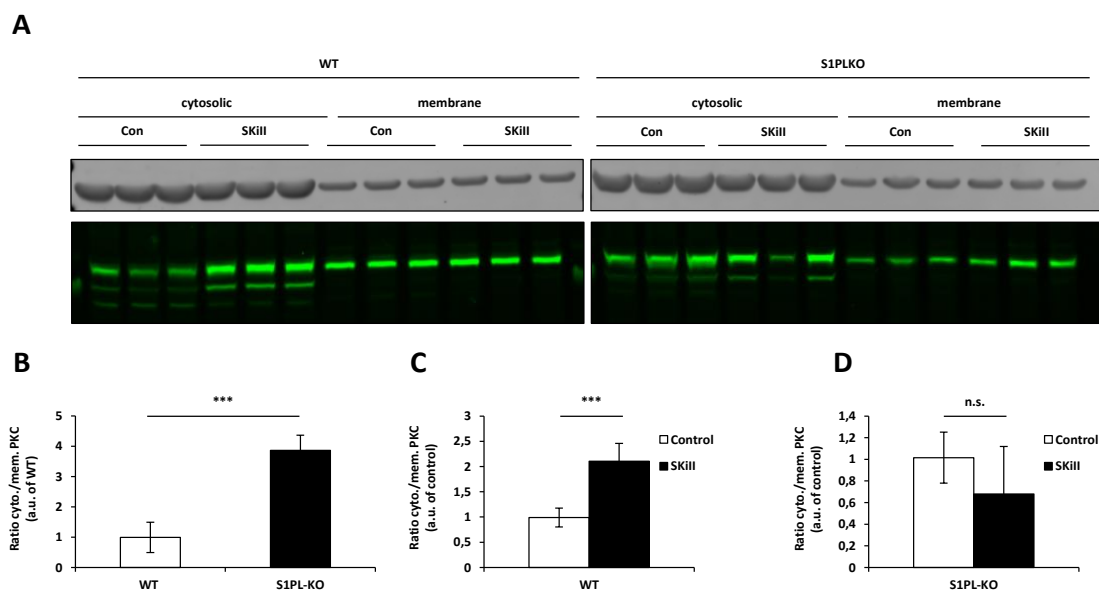 A
WT S1PLKO
cytosolic membrane cytosolic membrane
Con SKiII Con SKiII Con SKiII Con SKiII
B
***
Ratio cyto./mem. PKC
(a.u. of WT)
5
4
3
2
1
0
WT S1PL-KO
C
***
Ratio cyto./mem. PKC
(a.u. of control)
3
2,5
2
1,5
1
0,5
0
WT
Control
SKiII
D
n.s.
Ratio cyto./mem. PKC
(a.u. of control)
1,4
1,2
1
0,8
0,6
0,4
0,2
0
S1PL-KO
Control
SKiII